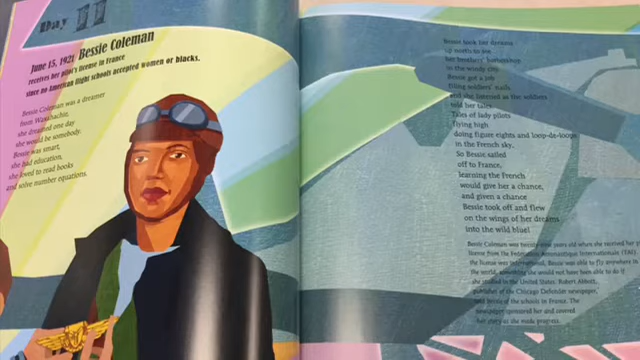 Day 11
June 15, 1921 Bessie Coleman
receives her pilot's license in France
since no American flight schools accepted women or blacks.
Bessie Coleman was a dreamer
from Waxahachie,
she dreamed one day
she would be somebody.
Bessie was smart,
she had education,
she loved to read books
and solve number equations.
Bessie took her dreams
up north to
her brothers'
in the windy city.
Bessie got a job
filing soldiers' nails
and she listened as the soldiers
told her tales.
Tales of lady pilots
flying high
doing figure eights and loop-de-loops
in the French sky.
So Bessie sailed
off to France,
learning the French
would give her a chance,
and given a chance
Bessie took off and flew
on the wings of her dreams
into the wild blue!
Bessie Coleman was years old when she received her
license from the Federation Aeronautique Internationale (FAI).
the license was international, Bessie was able to fly anywhere in
the world, something she would not have been able to do if
she studied in the United States. Robert Abbott,
publisher of the Chicago Defender newspaper,
of the schools in France. The
newspaper sponsored her and covered
her story as she made progress.